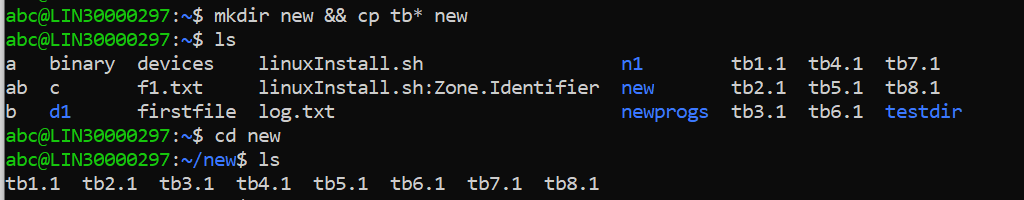 abc@LIN30000297:~$ mkdir new && cp tb* new
abc@LIN30000297:~$ ls
a   binary  devices    linuxInstall.sh                  n1        tb1.1  tb4.1  tb7.1
ab  c       f1.txt     linuxInstall.sh:Zone.Identifier  new       tb2.1  tb5.1  tb8.1
b   d1      firstfile  log.txt                          newprogs  tb3.1  tb6.1  testdir
abc@LIN30000297:~$ cd new
abc@LIN30000297:~/new$ ls
tb1.1  tb2.1  tb3.1  tb4.1  tb5.1  tb6.1  tb7.1  tb8.1